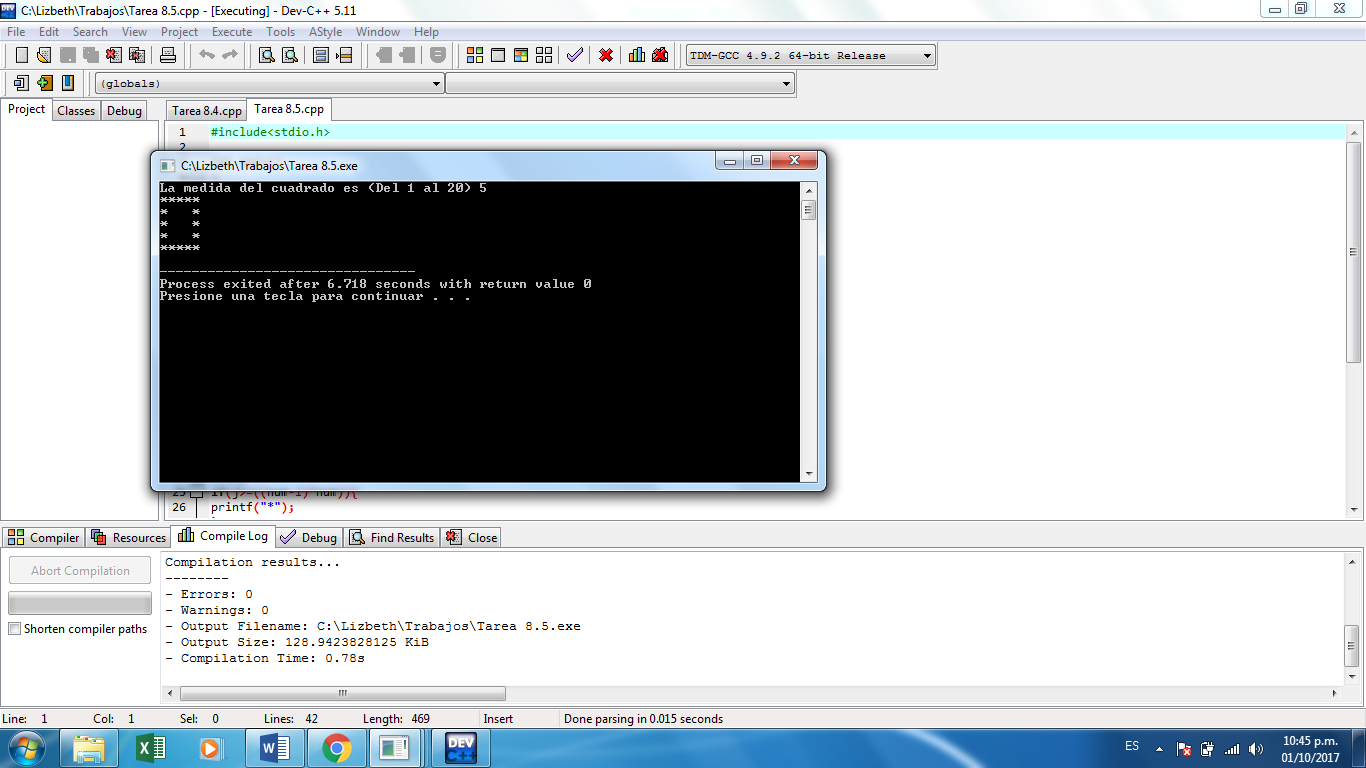 C:\Lizbeth\Trabajos\Tarea 8.5.cpp - [Executing] - Dev-C++ 5.11
File Edit Search View Project Execute Tools AStyle Window Help
TDM-GCC 4.9.2 64-bit Release
(globals)
Project Classes Debug Tarea 8.4.cpp Tarea 8.5.cpp
1 #include<stdio.h>
2
C:\Lizbeth\Trabajos\Tarea 8.5.exe
La medida del cuadrado es (Del 1 al 20) 5
*****
*   *
*   *
*   *
*****
--------------------------------
Process exited after 6.718 seconds with return value 0
Presione una tecla para continuar . . .
26 printf("*");
Compiler Resources Compile Log Debug Find Results Close
Abort Compilation
Shorten compiler paths
Compilation results...
--------
- Errors: 0
- Warnings: 0
- Output Filename: C:\Lizbeth\Trabajos\Tarea 8.5.exe
- Output Size: 128.9423828125 KiB
- Compilation Time: 0.78s
Line: 1 Col: 1 Sel: 0 Lines: 42 Length: 469 Insert Done parsing in 0.015 seconds
DEV C++
ES
10:45 p.m.
01/10/2017